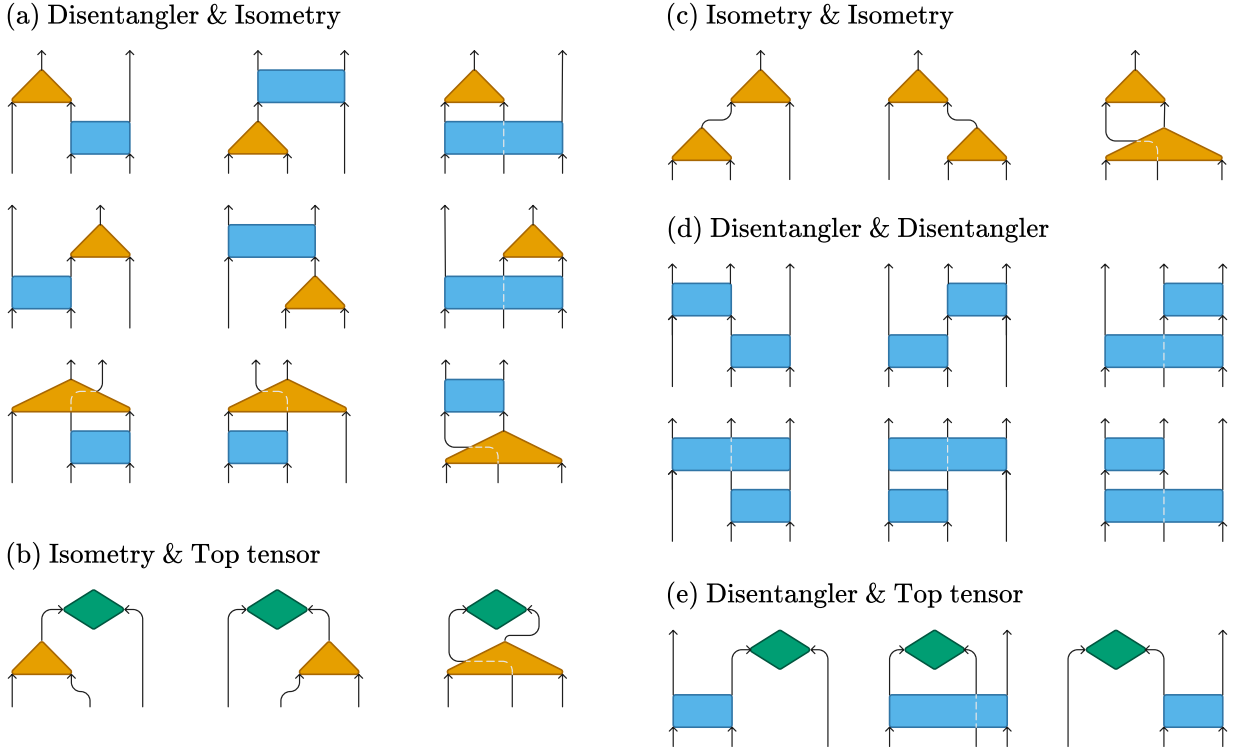 (a) Disentangler & Isometry
(b) Isometry & Top tensor
(c) Isometry & Isometry
(d) Disentangler & Disentangler
(e) Disentangler & Top tensor